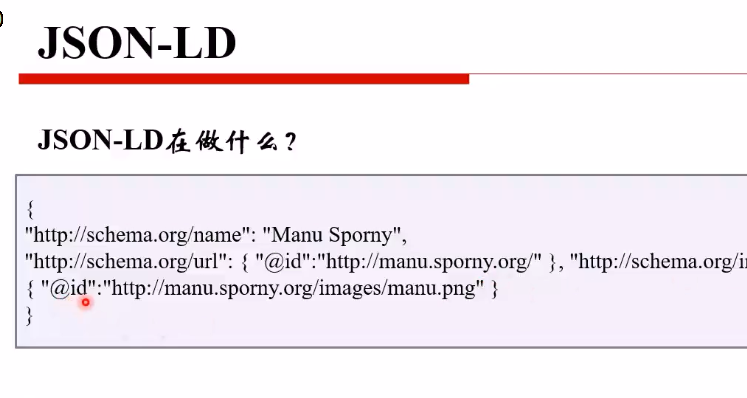 JSON-LD
JSON-LD在做什么?
{
"http://schema.org/name": "Manu Sporny",
"http://schema.org/url": { "@id":"http://manu.sporny.org/" }, "http://schema.org/i
{ "@id":"http://manu.sporny.org/images/manu.png" }
}